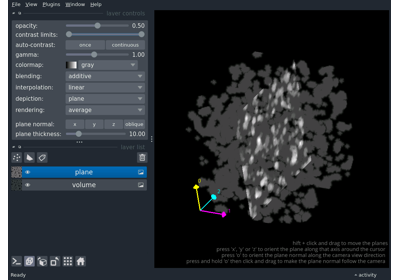 File View Plugins Window Help
layer controls
opacity: 0.50
contrast limits:
auto-contrast: once continuous
gamma: 1.00
colormap: gray
blending: additive
interpolation: linear
depiction: plane
rendering: average
plane normal: x y z oblique
plane thickness: 10.00
layer list
plane
volume
shift + click and drag to move the planes
press 'x', 'y' or 'z' to orient the plane along that axis around the cursor
press 'o' to orient the plane normal along the camera view direction
press and hold 'o' then click and drag to make the plane normal follow the camera
Ready activity